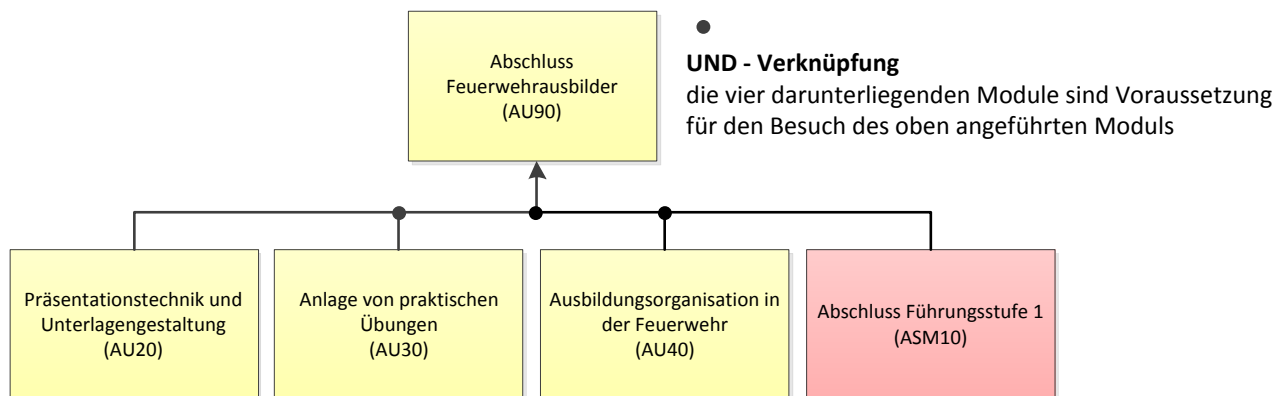 Abschluss
Feuerwehrausbilder
(AU90)
UND - Verknüpfung
die vier darunterliegenden Module sind Voraussetzung
für den Besuch des oben angeführten Moduls
Präsentationstechnik und
Unterlagengestaltung
(AU20)
Anlage von praktischen
Übungen
(AU30)
Ausbildungsorganisation in
der Feuerwehr
(AU40)
Abschluss Führungsstufe 1
(ASM10)